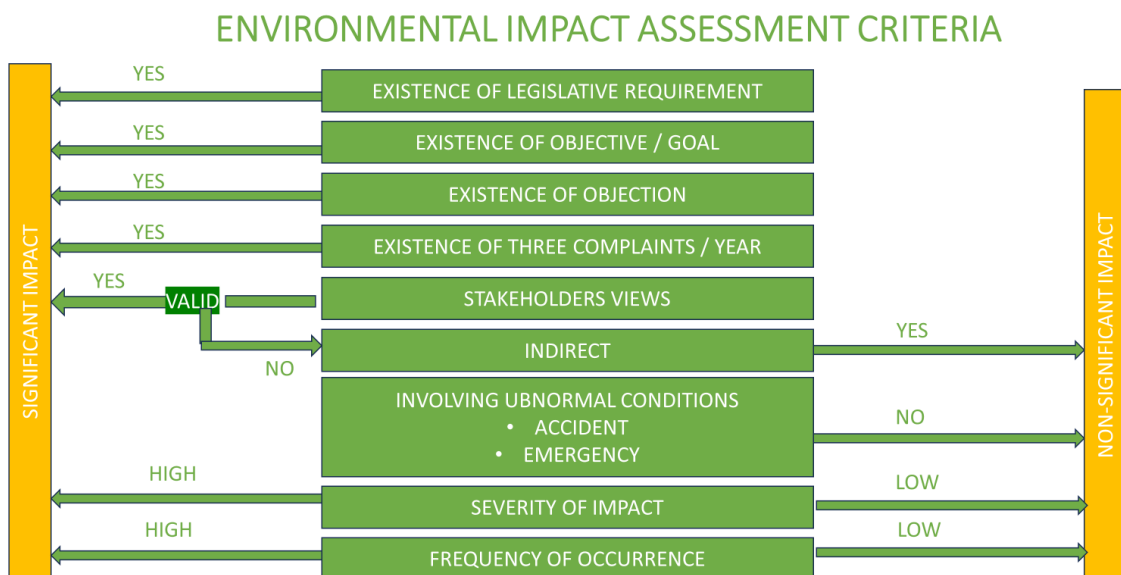 ENVIRONMENTAL IMPACT ASSESSMENT CRITERIA
YES
EXISTENCE OF LEGISLATIVE REQUIREMENT
YES
EXISTENCE OF OBJECTIVE / GOAL
YES
EXISTENCE OF OBJECTION
YES
EXISTENCE OF THREE COMPLAINTS / YEAR
YES
VALID
STAKEHOLDERS VIEWS
NO
INDIRECT
YES
INVOLVING UBNORMAL CONDITIONS
• ACCIDENT
• EMERGENCY
NO
HIGH
SEVERITY OF IMPACT
LOW
HIGH
FREQUENCY OF OCCURRENCE
LOW
SIGNIFICANT IMPACT
NON-SIGNIFICANT IMPACT